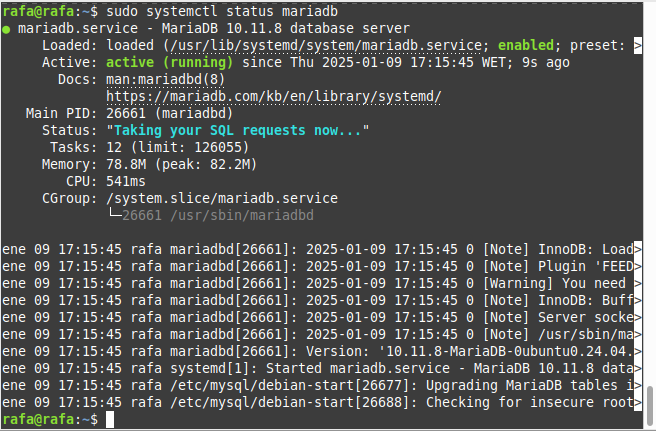 rafa@rafa:~$ sudo systemctl status mariadb
● mariadb.service - MariaDB 10.11.8 database server
Loaded: loaded (/usr/lib/systemd/system/mariadb.service; enabled; preset: >
Active: active (running) since Thu 2025-01-09 17:15:45 WET; 9s ago
Docs: man:mariadbd(8)
https://mariadb.com/kb/en/library/systemd/
Main PID: 26661 (mariadbd)
Status: "Taking your SQL requests now..."
Tasks: 12 (limit: 126055)
Memory: 78.8M (peak: 82.2M)
CPU: 541ms
CGroup: /system.slice/mariadb.service
└─26661 /usr/sbin/mariadbd
ene 09 17:15:45 rafa mariadbd[26661]: 2025-01-09 17:15:45 0 [Note] InnoDB: Load>
ene 09 17:15:45 rafa mariadbd[26661]: 2025-01-09 17:15:45 0 [Note] Plugin 'FEED>
ene 09 17:15:45 rafa mariadbd[26661]: 2025-01-09 17:15:45 0 [Warning] You need >
ene 09 17:15:45 rafa mariadbd[26661]: 2025-01-09 17:15:45 0 [Note] InnoDB: Buff>
ene 09 17:15:45 rafa mariadbd[26661]: 2025-01-09 17:15:45 0 [Note] Server socke>
ene 09 17:15:45 rafa mariadbd[26661]: 2025-01-09 17:15:45 0 [Note] /usr/sbin/ma>
ene 09 17:15:45 rafa mariadbd[26661]: Version: '10.11.8-MariaDB-0ubuntu0.24.04.>
ene 09 17:15:45 rafa systemd[1]: Started mariadb.service - MariaDB 10.11.8 data>
ene 09 17:15:45 rafa /etc/mysql/debian-start[26677]: Upgrading MariaDB tables i>
ene 09 17:15:45 rafa /etc/mysql/debian-start[26688]: Checking for insecure root>
rafa@rafa:~$